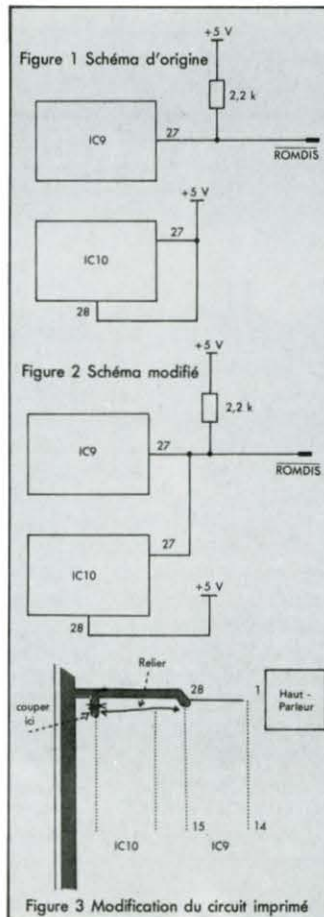 +5 V
Figure 1 Schéma d'origine
2,2 k
IC9
27
ROMDIS
+5 V
27
IC10
28
Figure 2 Schéma modifié
+5 V
2,2 k
IC9
27
ROMDIS
27
IC10
+5 V
28
Relier
couper
ici
28
1
Haut -
Parleur
15
14
IC10
IC9
Figure 3 Modification du circuit imprimé